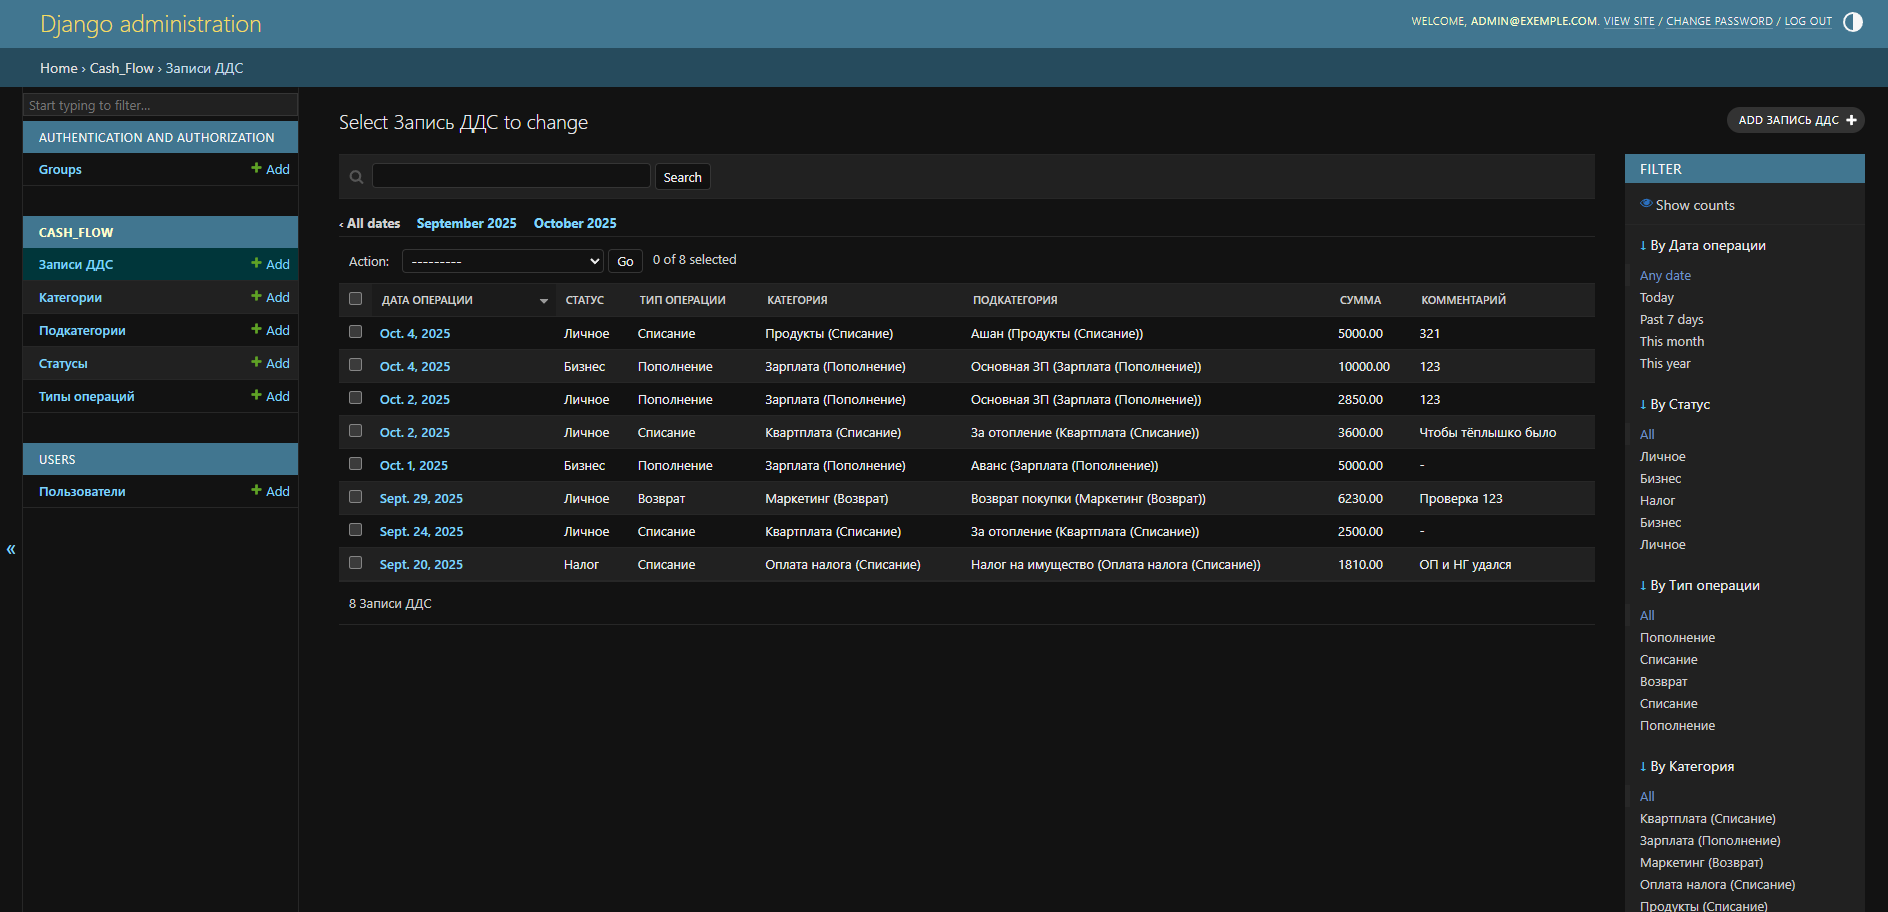 Django administration
WELCOME, ADMIN@EXEMPLE.COM. VIEW SITE / CHANGE PASSWORD / LOG OUT
Home › Cash_Flow › Записи ДДС
Start typing to filter...
AUTHENTICATION AND AUTHORIZATION
Groups Add
CASH_FLOW
Записи ДДС Add
Категории Add
Подкатегории Add
Статусы Add
Типы операций Add
USERS
Пользователи Add
«
Select Запись ДДС to change
ADD ЗАПИСЬ ДДС
Search
‹ All dates September 2025 October 2025
Action: --------- Go 0 of 8 selected
ДАТА ОПЕРАЦИИ СТАТУС ТИП ОПЕРАЦИИ КАТЕГОРИЯ ПОДКАТЕГОРИЯ СУММА КОММЕНТАРИЙ
Oct. 4, 2025 Личное Списание Продукты (Списание) Ашан (Продукты (Списание)) 5000.00 321
Oct. 4, 2025 Бизнес Пополнение Зарплата (Пополнение) Основная ЗП (Зарплата (Пополнение)) 10000.00 123
Oct. 2, 2025 Личное Пополнение Зарплата (Пополнение) Основная ЗП (Зарплата (Пополнение)) 2850.00 123
Oct. 2, 2025 Личное Списание Квартплата (Списание) За отопление (Квартплата (Списание)) 3600.00 Чтобы тёплышко было
Oct. 1, 2025 Бизнес Пополнение Зарплата (Пополнение) Аванс (Зарплата (Пополнение)) 5000.00 -
Sept. 29, 2025 Личное Возврат Маркетинг (Возврат) Возврат покупки (Маркетинг (Возврат)) 6230.00 Проверка 123
Sept. 24, 2025 Личное Списание Квартплата (Списание) За отопление (Квартплата (Списание)) 2500.00 -
Sept. 20, 2025 Налог Списание Оплата налога (Списание) Налог на имущество (Оплата налога (Списание)) 1810.00 ОП и НГ удался
8 Записи ДДС
FILTER
Show counts
↓ By Дата операции
Any date
Today
Past 7 days
This month
This year
↓ By Статус
All
Личное
Бизнес
Налог
Бизнес
Личное
↓ By Тип операции
All
Пополнение
Списание
Возврат
Списание
Пополнение
↓ By Категория
All
Квартплата (Списание)
Зарплата (Пополнение)
Маркетинг (Возврат)
Оплата налога (Списание)
Продукты (Списание)